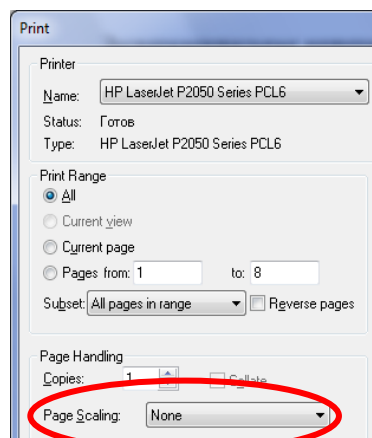 Print
Printer
Name: HP LaserJet P2050 Series PCL6
Status: Готов
Type: HP LaserJet P2050 Series PCL6
Print Range
All
Current view
Current page
Pages from: 1 to: 8
Subset: All pages in range Reverse pages
Page Handling
Copies: 1 Collate
Page Scaling: None